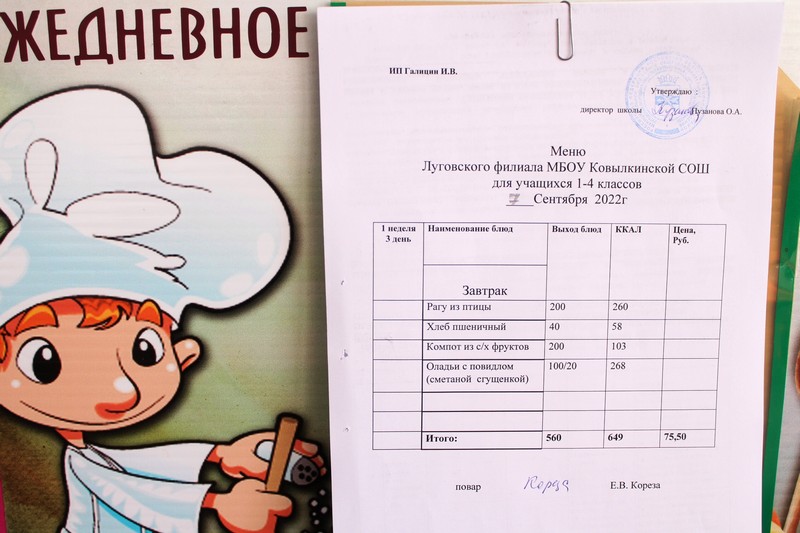 ЖЕДНЕВНОЕ
ИП Галицин И.В.
Утверждаю :
директор школы Пузанова О.А.
Меню
Луговского филиала МБОУ Ковылкинской СОШ
для учащихся 1-4 классов
7 Сентября 2022г
1 неделя 3 день Наименование блюд Выход блюд ККАЛ Цена, Руб.
Завтрак
Рагу из птицы 200 260
Хлеб пшеничный 40 58
Компот из с/х фруктов 200 103
Оладьи с повидлом 100/20 268
(сметаной сгущенкой)
Итого: 560 649 75,50
повар Кореза Е.В. Кореза